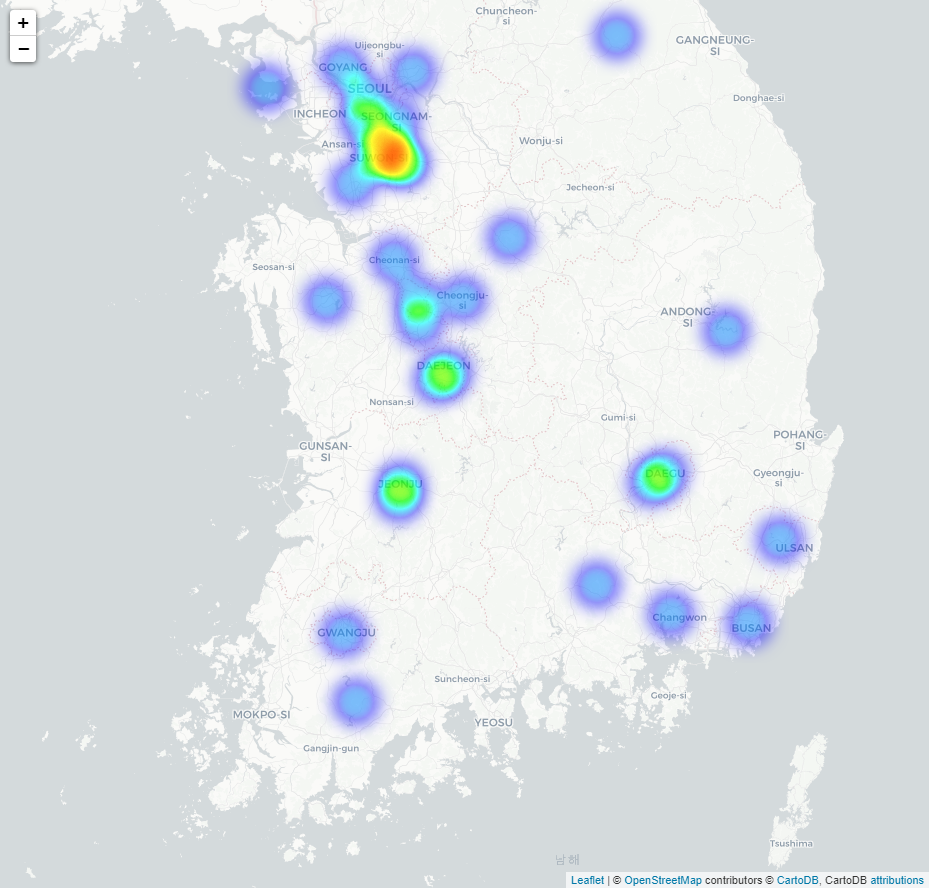 +
−
Chuncheon-
si
GANGNEUNG-
SI
Uijeongbu-
si
GOYANG
SEOUL
Donghae-si
INCHEON
SEONGNAM-
SI
Ansan-si
SUWON
Wonju-si
Jecheon-si
Cheonan-si
Seosan-si
Cheongju-
si
ANDONG-
SI
DAEJEON
Nonsan-si
Gumi-si
GUNSAN-
SI
POHANG-
SI
JEONJU
DAEGU
Gyeongju-
si
ULSAN
Changwon
BUSAN
GWANGJU
Suncheon-si
Geoje-si
MOKPO-SI
YEOSU
Gangjin-gun
Tsushima
남해
Leaflet | © OpenStreetMap contributors © CartoDB, CartoDB attributions